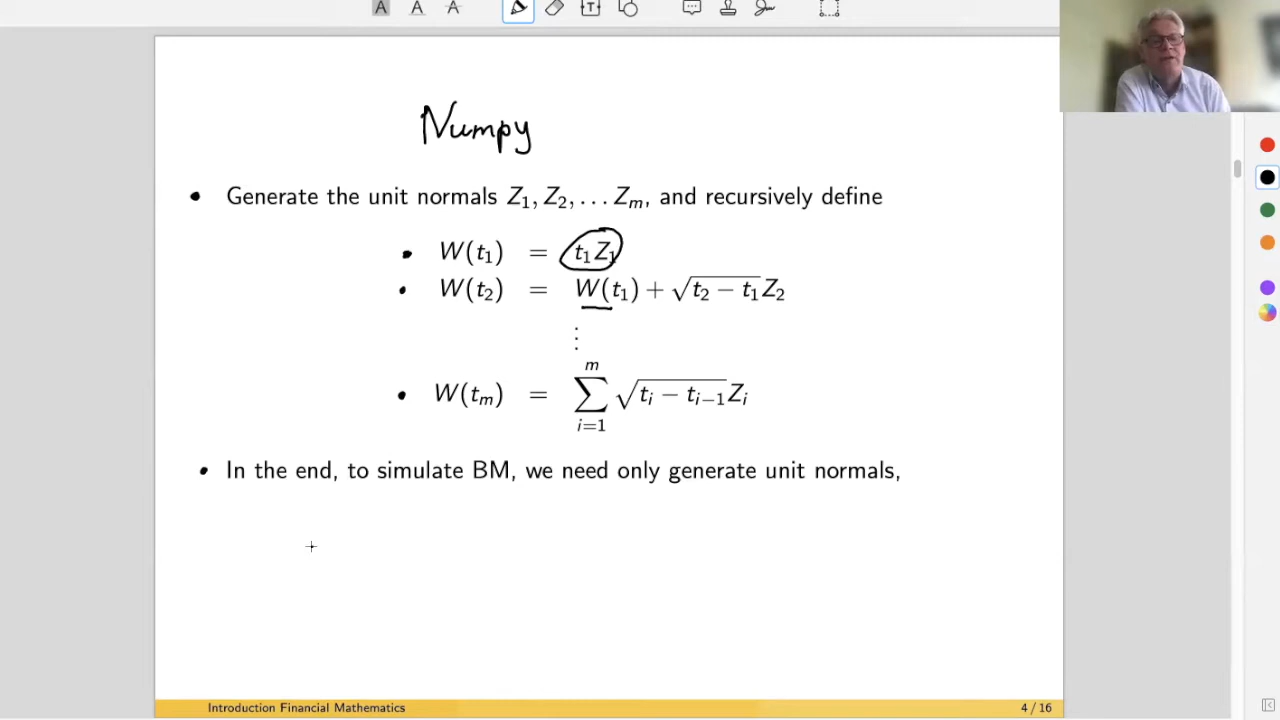 Numpy
• Generate the unit normals Z₁, Z₂, . . . Zₘ, and recursively define
• W(t₁) = t₁Z₁
• W(t₂) = W(t₁) + √(t₂ − t₁)Z₂
⋮
• W(tₘ) = ∑ᵢ₌₁ᵐ √(tᵢ − tᵢ₋₁)Zᵢ
• In the end, to simulate BM, we need only generate unit normals,
Introduction Financial Mathematics 4 / 16